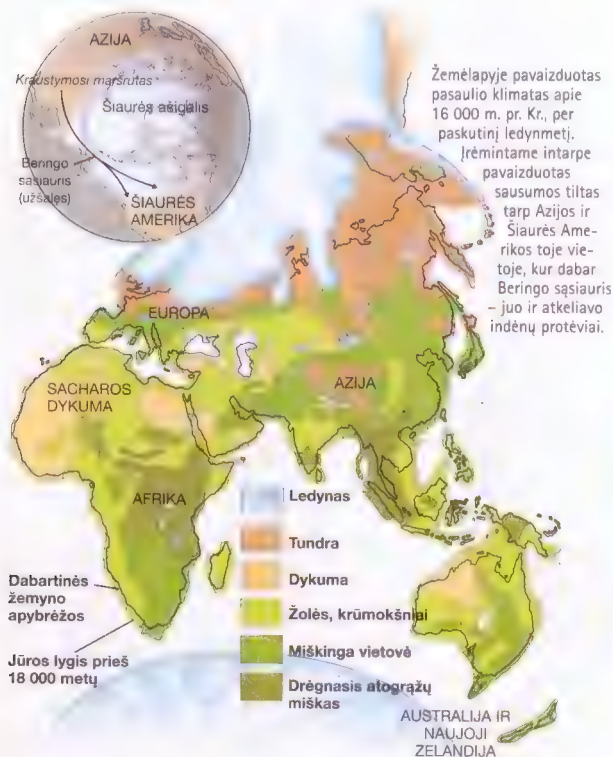 AZIJA
Kraustymosi maršrutas
Šiaurės ašigalis
Beringo
sąsiauris
(užšalęs)
ŠIAURĖS
AMERIKA
Žemėlapyje pavaizduotas
pasaulio klimatas apie
16 000 m. pr. Kr., per
paskutinį ledynmetį.
Įrėmintame intarpe
pavaizduotas
sausumos tiltas
tarp Azijos ir
Šiaurės Ame-
rikos toje vie-
toje, kur dabar
Beringo sąsiauris
– juo ir atkeliavo
indėnų protėviai.
EUROPA
SACHAROS
DYKUMA
AZIJA
AFRIKA
Ledynas
Tundra
Dykuma
Žolės, krūmokšniai
Miškinga vietovė
Drėgnasis atogrąžų
miškas
Dabartinės
žemyno
apybrėžos
Jūros lygis prieš
18 000 metų
AUSTRALIJA IR
NAUJOJI
ZELANDIJA